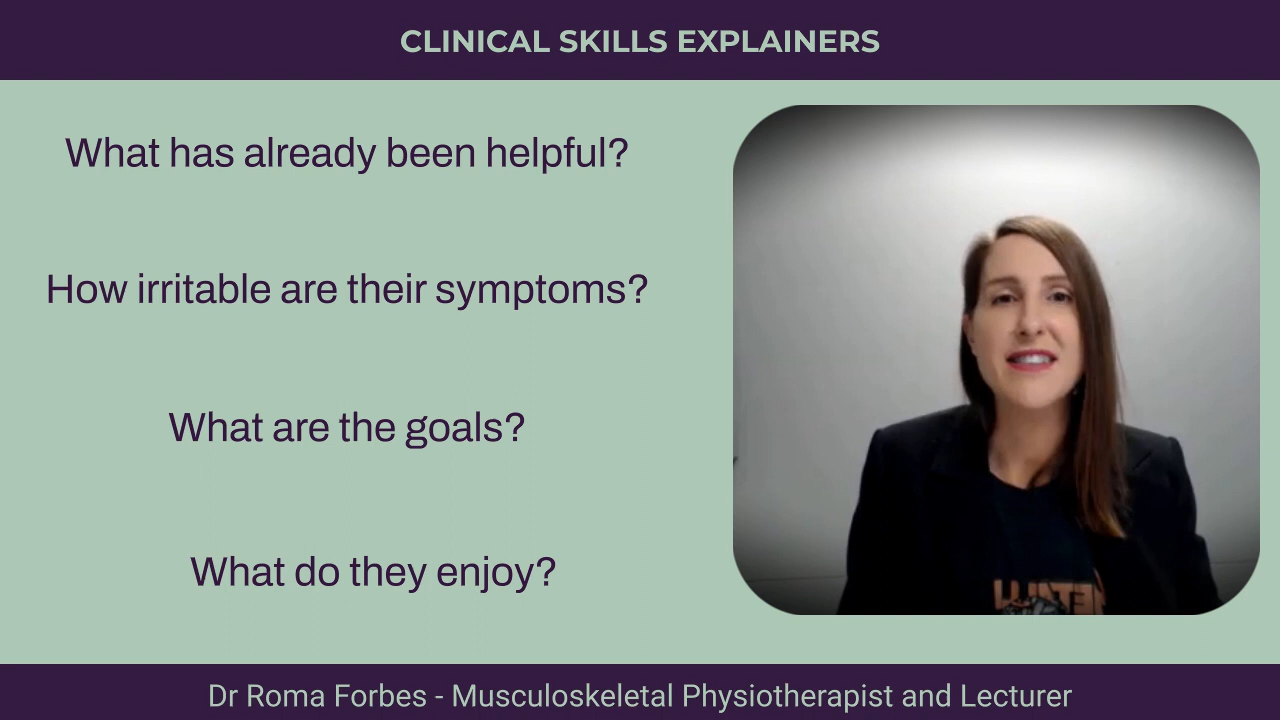 CLINICAL SKILLS EXPLAINERS
What has already been helpful?
How irritable are their symptoms?
What are the goals?
What do they enjoy?
Dr Roma Forbes - Musculoskeletal Physiotherapist and Lecturer